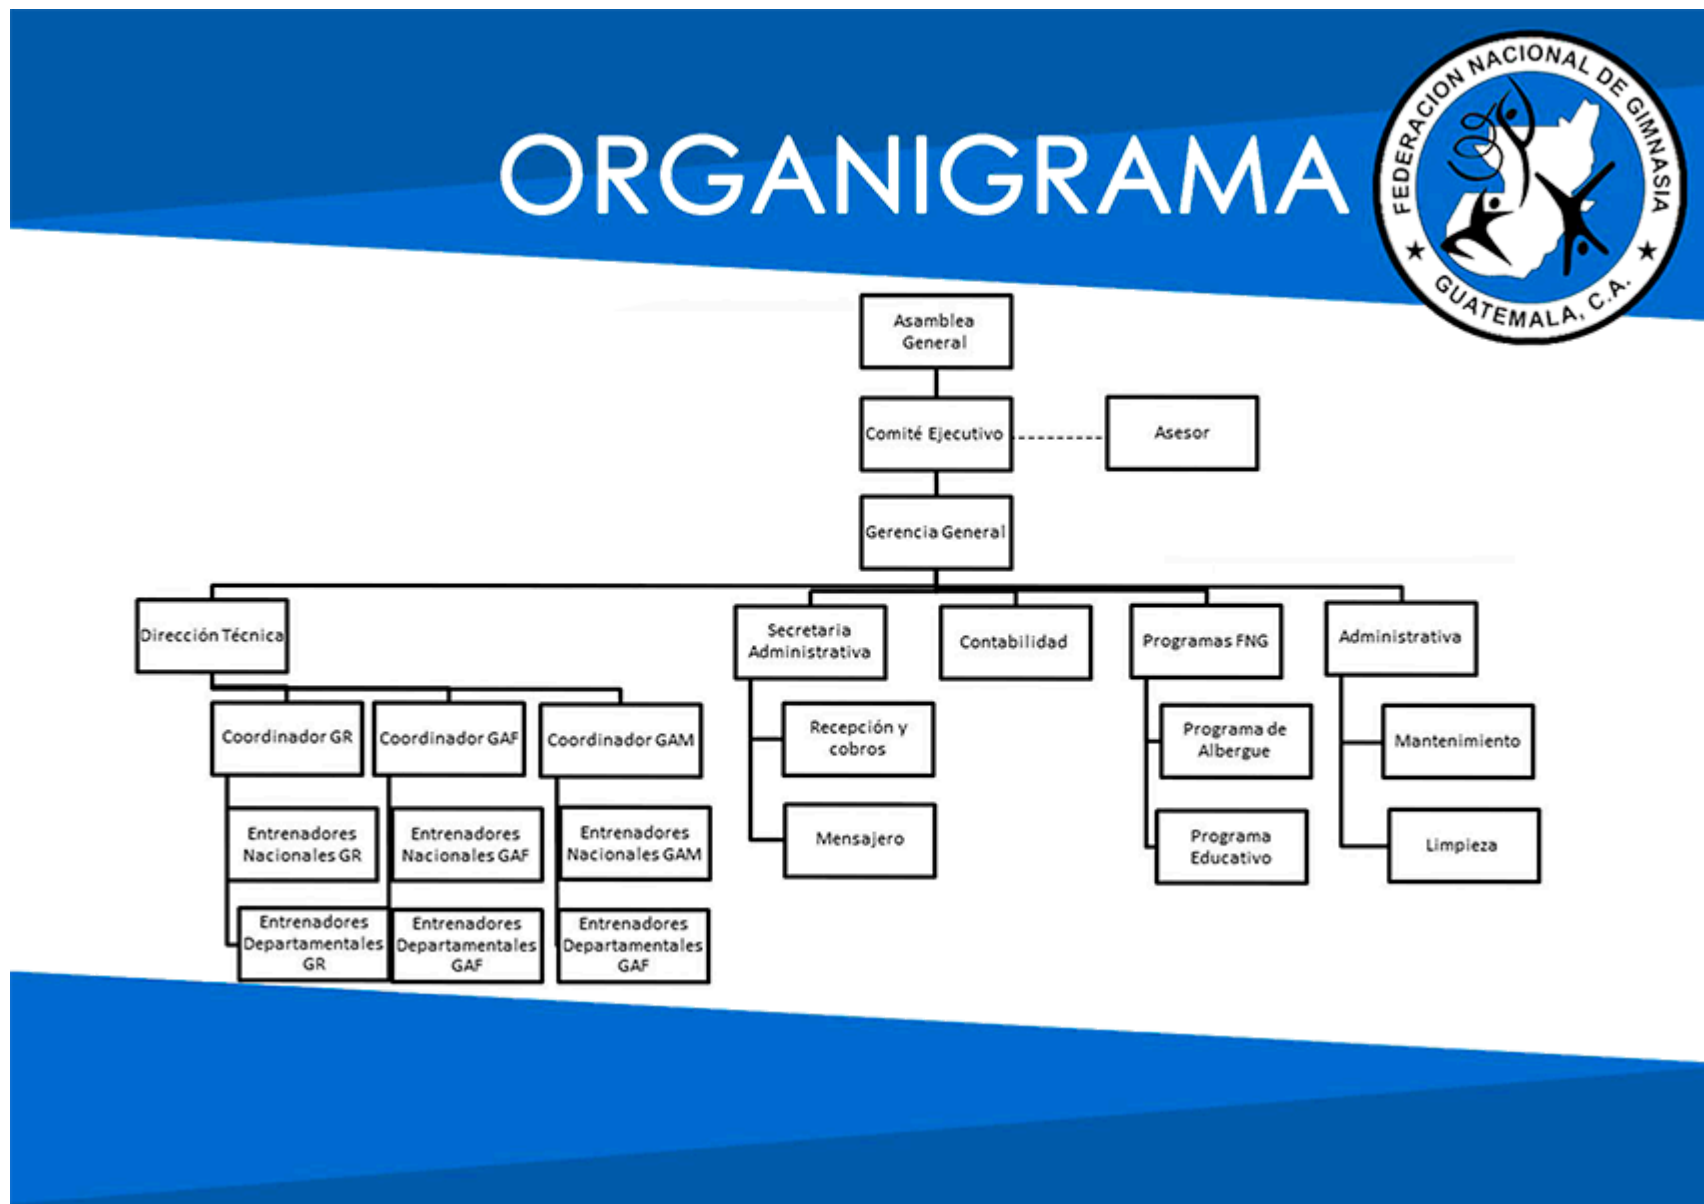 ORGANIGRAMA
FEDERACION NACIONAL DE GIMNASIA
GUATEMALA, C.A.
Asamblea
General
Comité Ejecutivo
Asesor
Gerencia General
Dirección Técnica
Secretaria
Administrativa
Contabilidad
Programas FNG
Administrativa
Coordinador GR
Coordinador GAF
Coordinador GAM
Recepción y
cobros
Programa de
Albergue
Mantenimiento
Entrenadores
Nacionales GR
Entrenadores
Nacionales GAF
Entrenadores
Nacionales GAM
Mensajero
Programa
Educativo
Limpieza
Entrenadores
Departamentales
GR
Entrenadores
Departamentales
GAF
Entrenadores
Departamentales
GAF